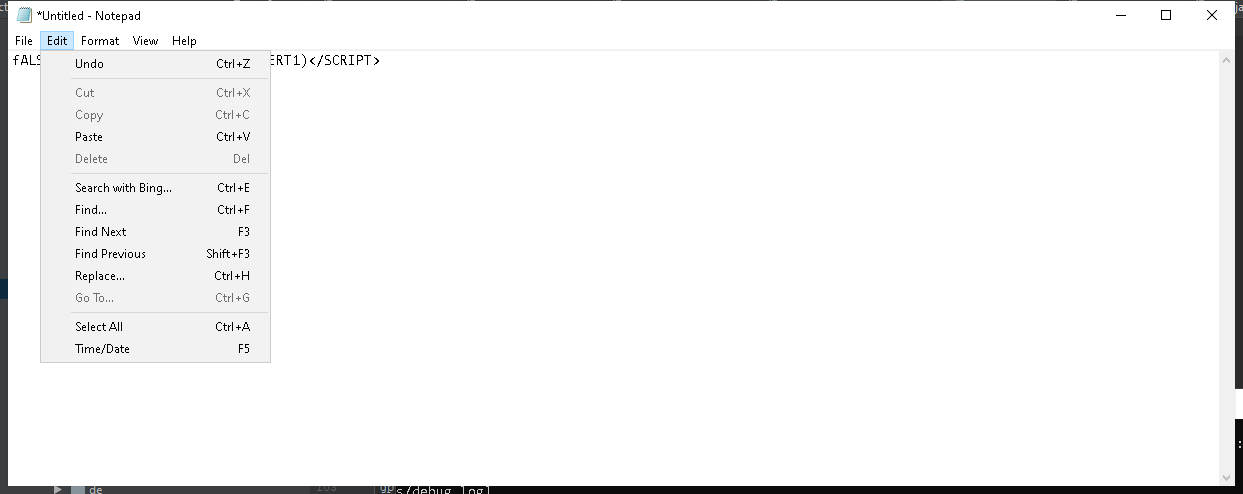 *Untitled - Notepad
File Edit Format View Help
fALS ERT1)</SCRIPT>
Undo Ctrl+Z
Cut Ctrl+X
Copy Ctrl+C
Paste Ctrl+V
Delete Del
Search with Bing... Ctrl+E
Find... Ctrl+F
Find Next F3
Find Previous Shift+F3
Replace... Ctrl+H
Go To... Ctrl+G
Select All Ctrl+A
Time/Date F5
de 103 s/debug.log]